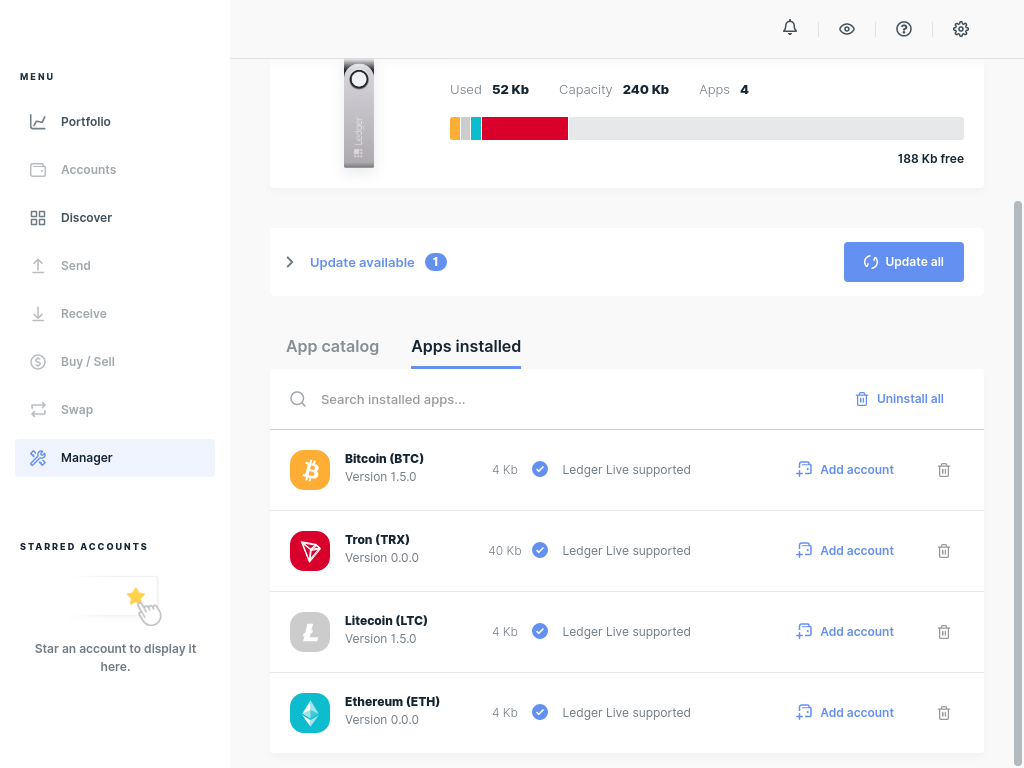 MENU
Portfolio
Accounts
Discover
Send
Receive
Buy / Sell
Swap
Manager
STARRED ACCOUNTS
Star an account to display it
here.
Ledger
Used 52 Kb Capacity 240 Kb Apps 4
188 Kb free
Update available 1 Update all
App catalog Apps installed
Search installed apps... Uninstall all
Bitcoin (BTC)
Version 1.5.0
4 Kb Ledger Live supported Add account
Tron (TRX)
Version 0.0.0
40 Kb Ledger Live supported Add account
Litecoin (LTC)
Version 1.5.0
4 Kb Ledger Live supported Add account
Ethereum (ETH)
Version 0.0.0
4 Kb Ledger Live supported Add account